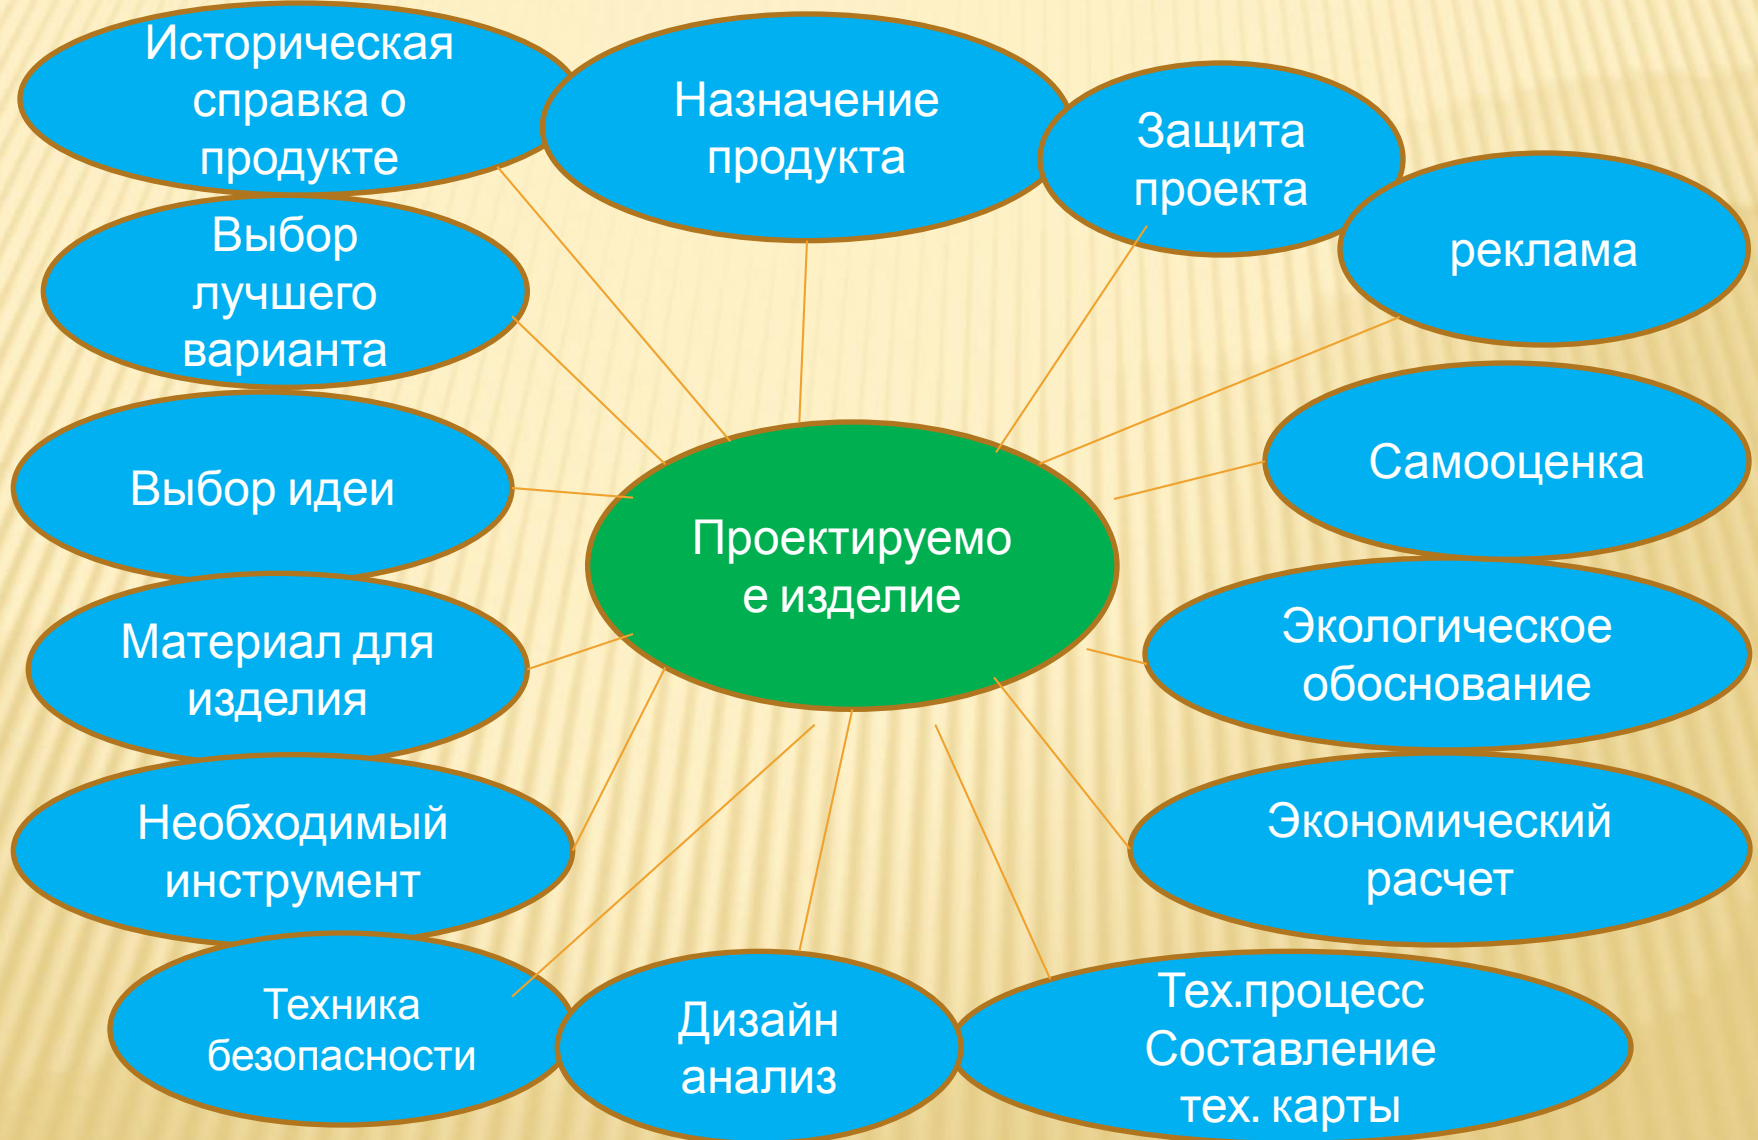 Историческая
справка о
продукте
Назначение
продукта
Защита
проекта
реклама
Выбор
лучшего
варианта
Самооценка
Выбор идеи
Проектируемо
е изделие
Экологическое
обоснование
Материал для
изделия
Экономический
расчет
Необходимый
инструмент
Техника
безопасности
Дизайн
анализ
Тех.процесс
Составление
тех. карты